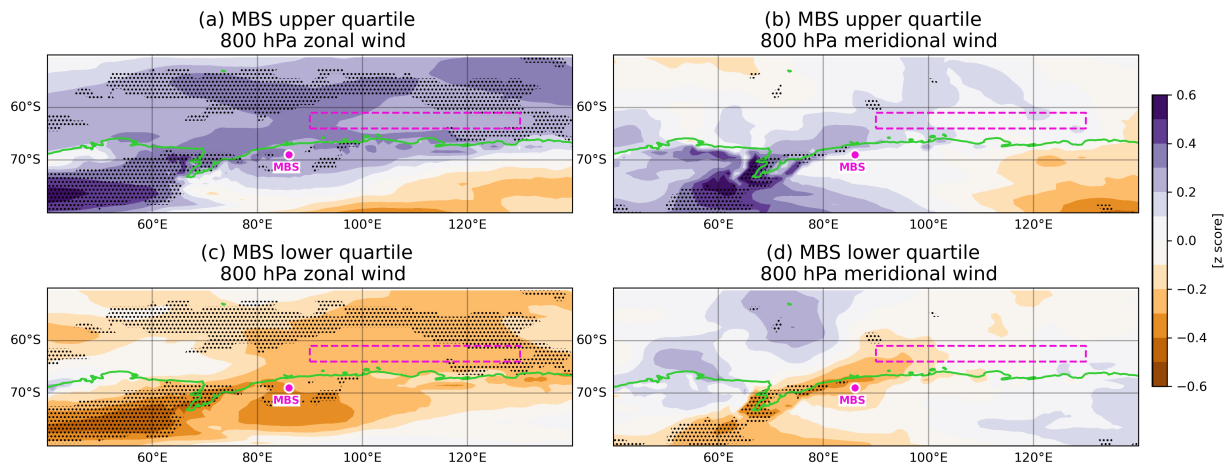 (a) MBS upper quartile
800 hPa zonal wind
(b) MBS upper quartile
800 hPa meridional wind
60°S
70°S
MBS
60°E
80°E
100°E
120°E
60°S
70°S
MBS
60°E
80°E
100°E
120°E
(c) MBS lower quartile
800 hPa zonal wind
(d) MBS lower quartile
800 hPa meridional wind
60°S
70°S
MBS
60°E
80°E
100°E
120°E
60°S
70°S
MBS
60°E
80°E
100°E
120°E
0.6
0.4
0.2
0.0
−0.2
−0.4
−0.6
[z score]